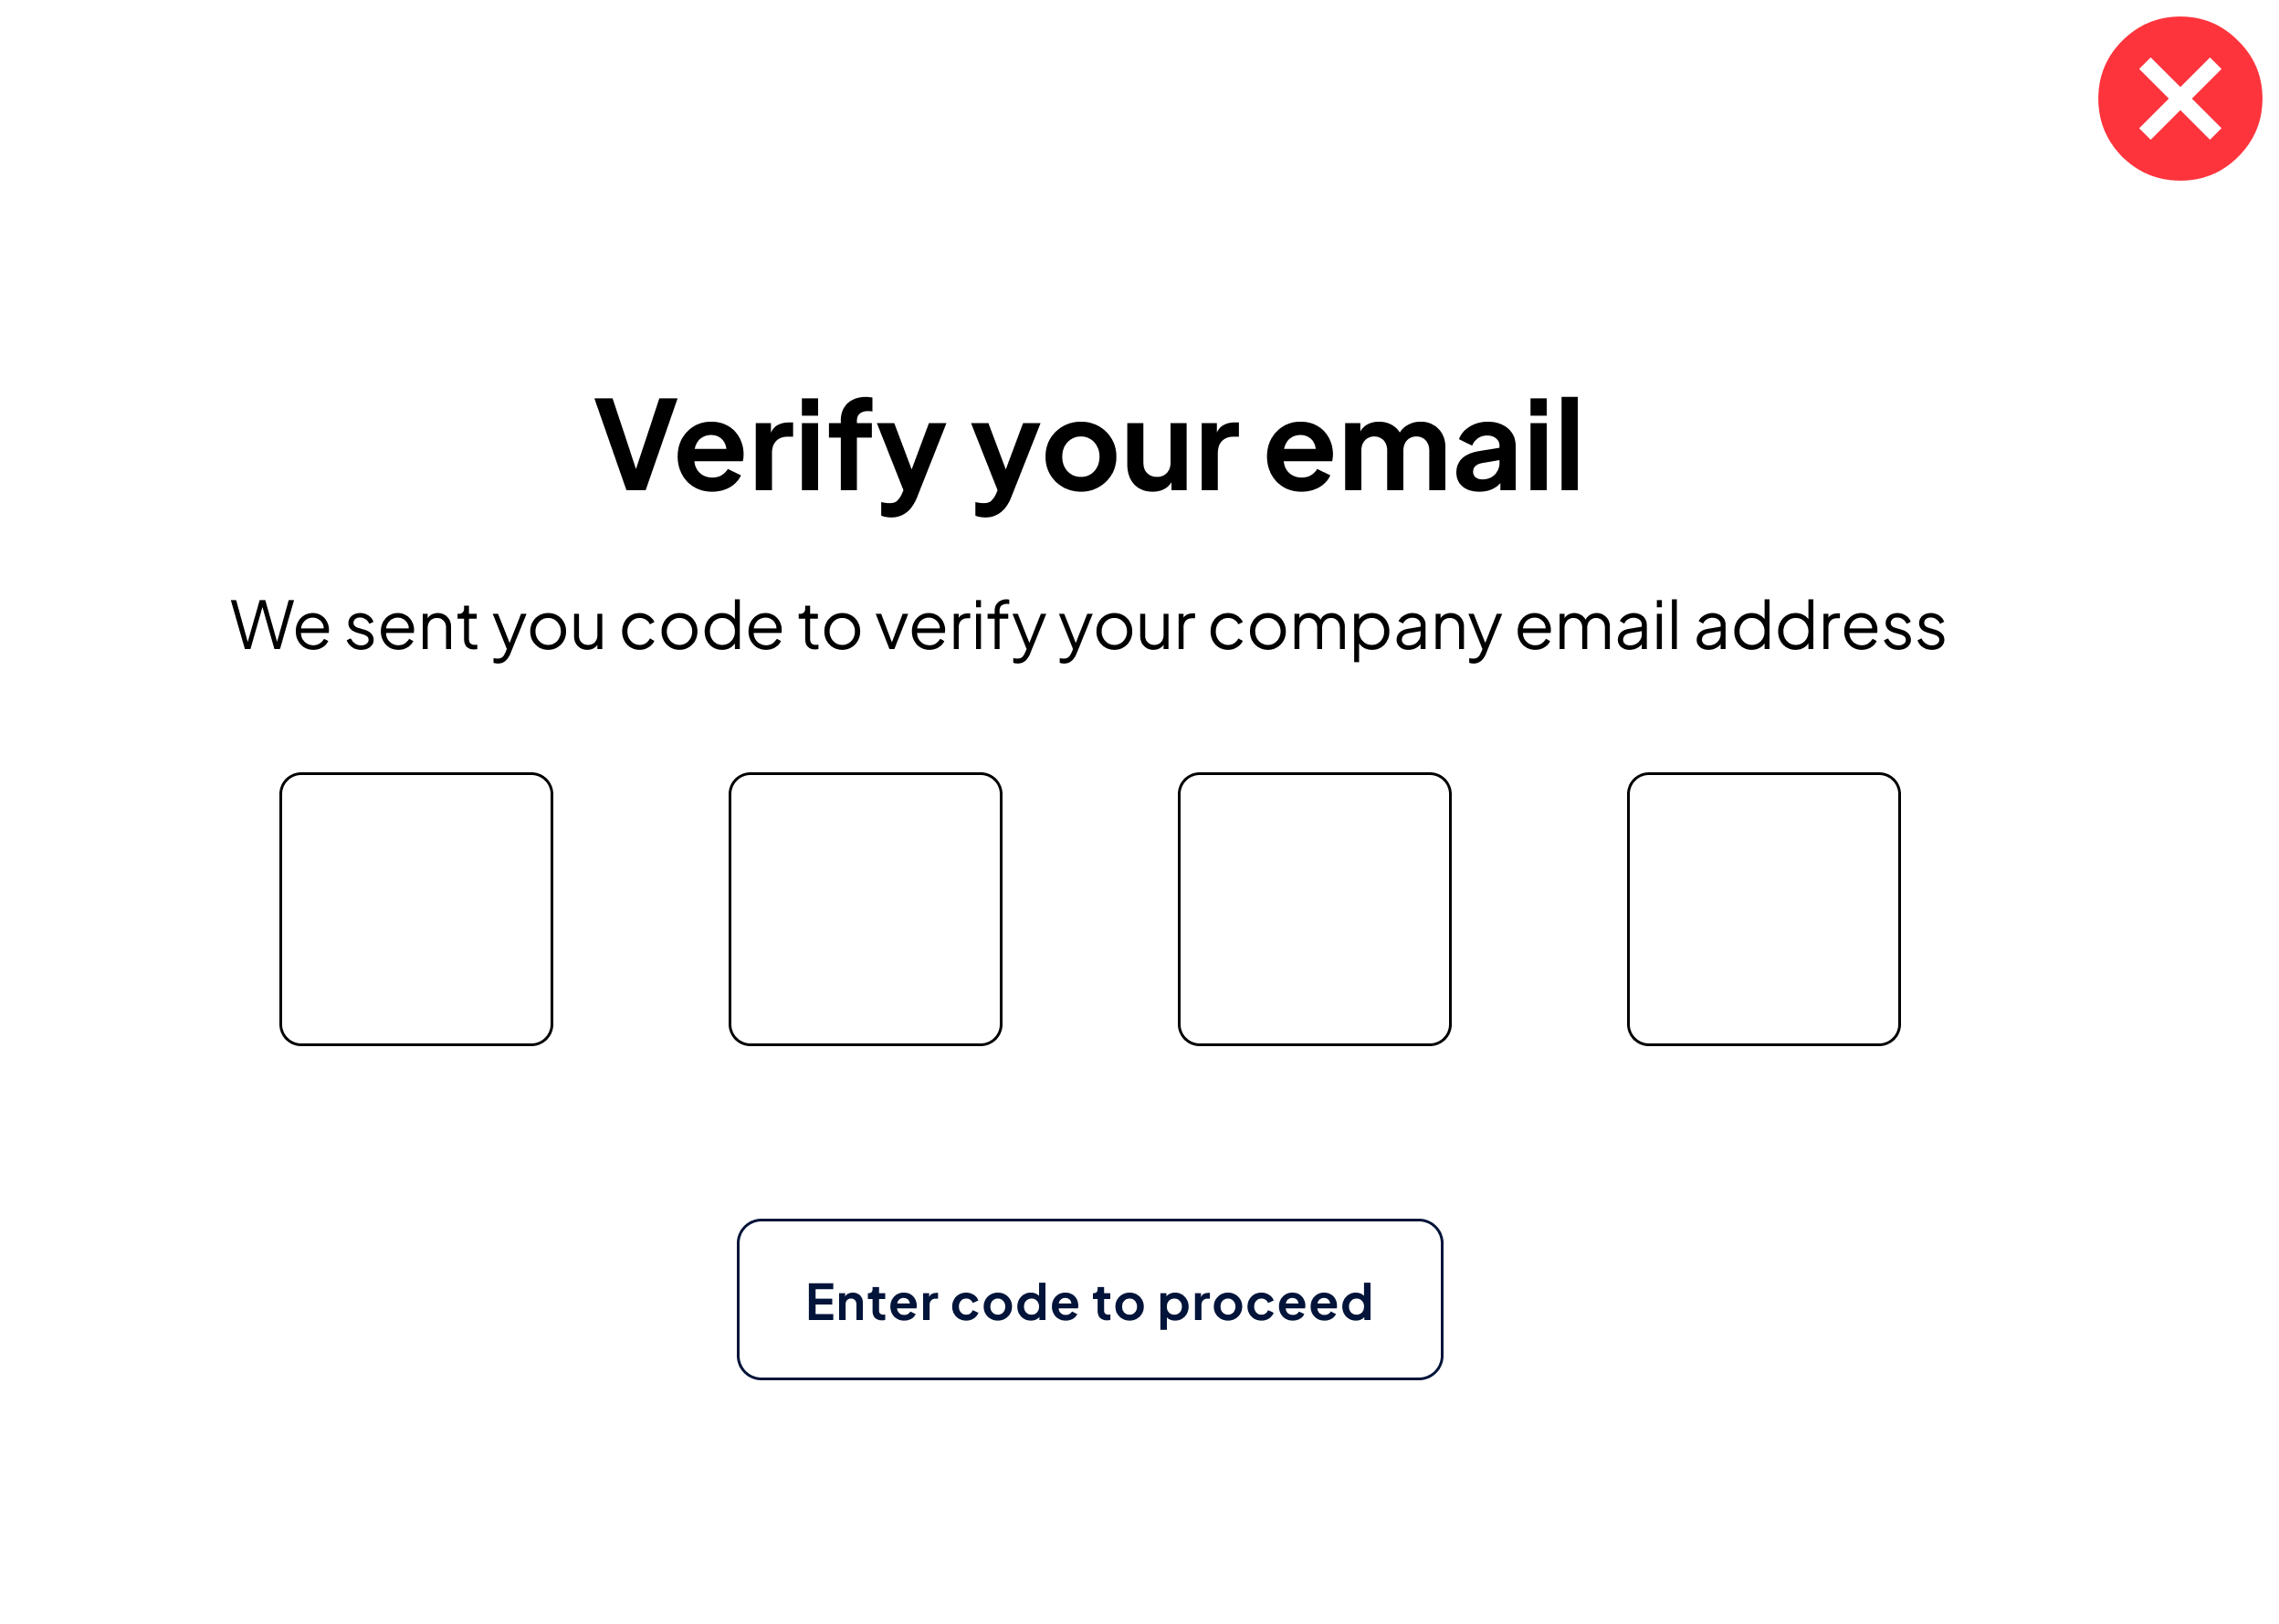 Verify your email
We sent you code to verify your company email address
Enter code to proceed